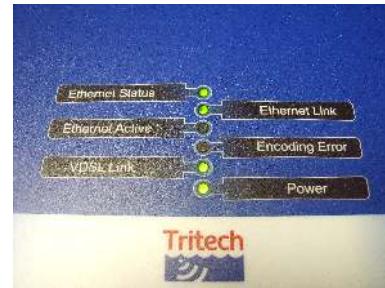 Ethernet Status
Ethernet Link
Ethernet Active
Encoding Error
VDSL Link
Power
Tritech